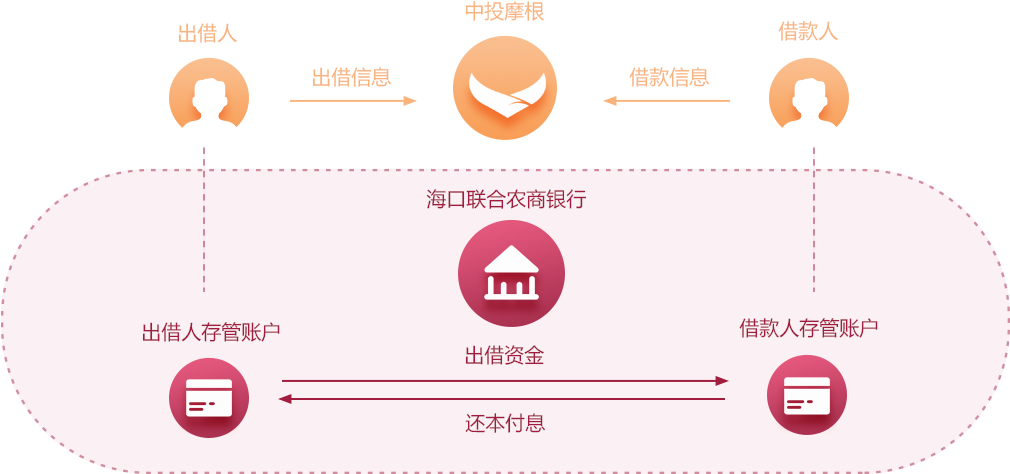 中投摩根
出借人
借款人
出借信息
借款信息
海口联合农商银行
出借人存管账户
借款人存管账户
出借资金
还本付息